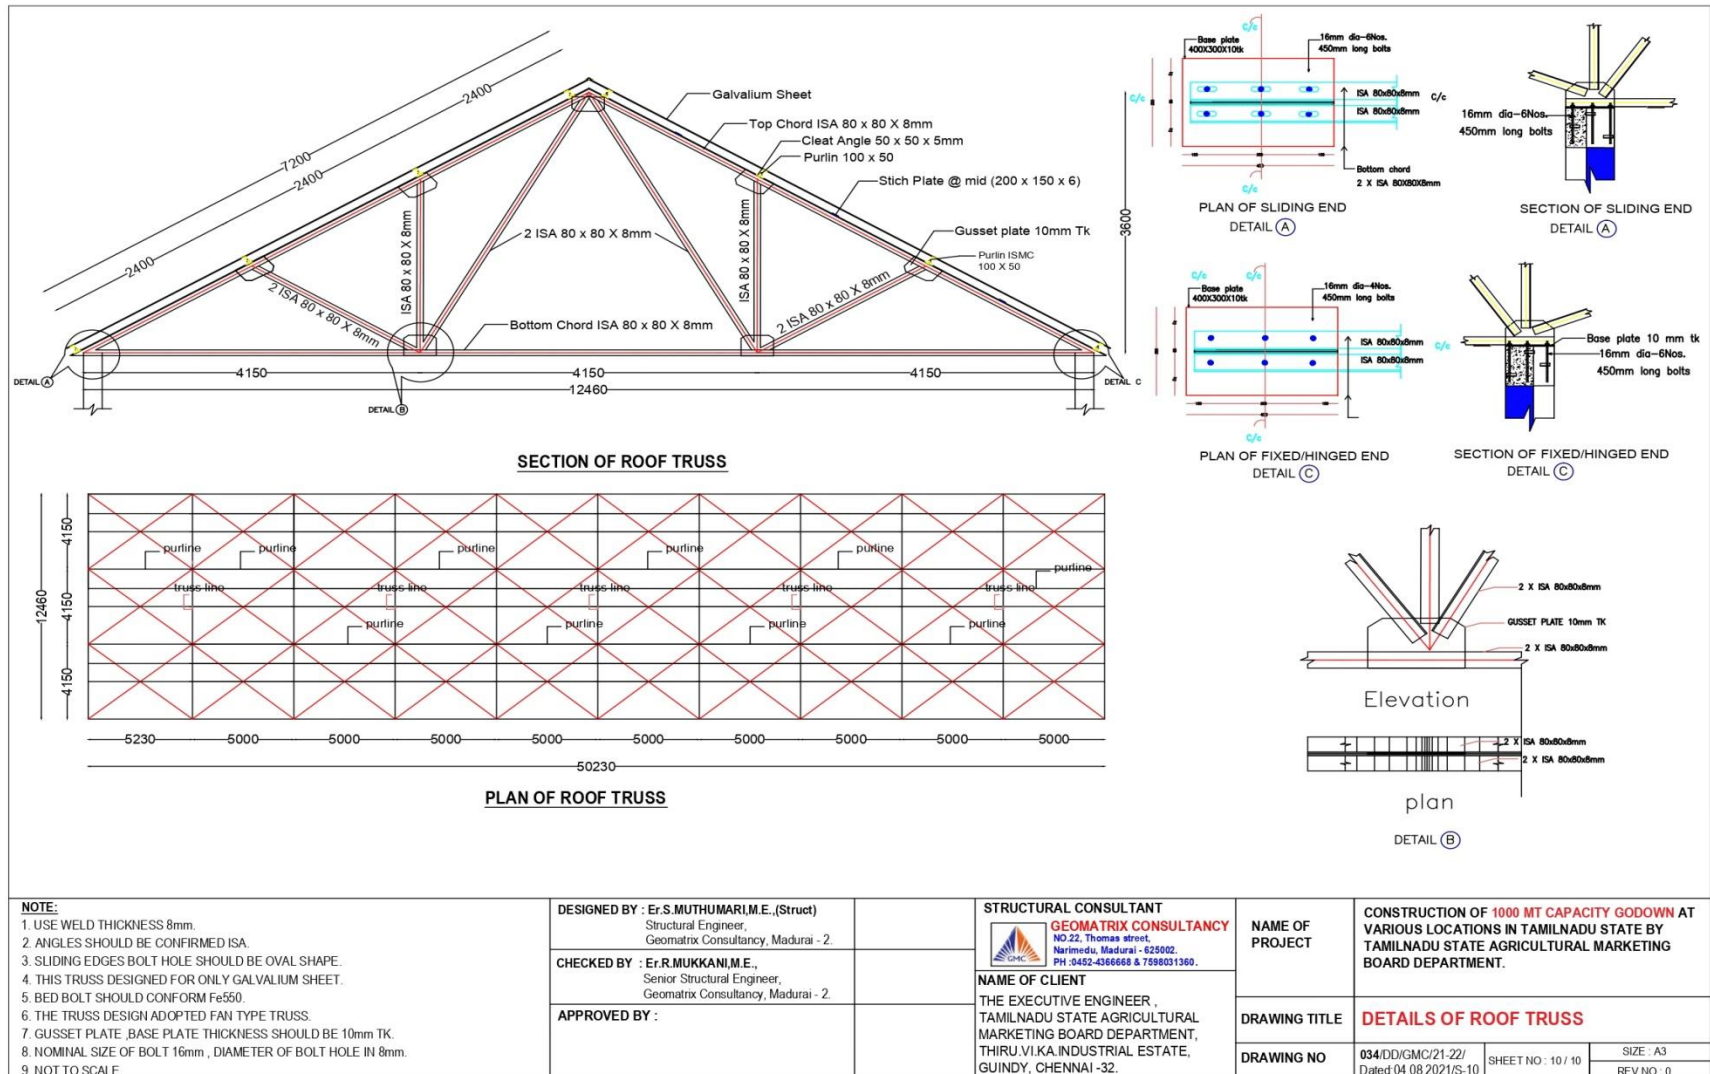 2400
7200
2400
2400
Galvalium Sheet
Top Chord ISA 80 x 80 X 8mm
Cleat Angle 50 x 50 x 5mm
Purlin 100 x 50
Stich Plate @ mid (200 x 150 x 6)
Gusset plate 10mm Tk
Purlin ISMC
100 X 50
3600
ISA 80 x 80 X 8mm
2 ISA 80 x 80 X 8mm
ISA 80 x 80 X 8mm
2 ISA 80 x 80 X 8mm
2 ISA 80 x 80 X 8mm
Bottom Chord ISA 80 x 80 X 8mm
DETAIL A
DETAIL B
DETAIL C
4150
4150
4150
12460
SECTION OF ROOF TRUSS
C/c
Base plate
400X300X10tk
16mm dia-6Nos.
450mm long bolts
ISA 80x80x8mm
ISA 80x80x8mm
C/c
C/c
Bottom chord
2 X ISA 80X80X8mm
C/c
PLAN OF SLIDING END
DETAIL A
16mm dia-6Nos.
450mm long bolts
SECTION OF SLIDING END
DETAIL A
C/c
C/c
Base plate
400X300X10tk
16mm dia-4Nos.
450mm long bolts
ISA 80x80x8mm
ISA 80x80x8mm
C/c
C/c
PLAN OF FIXED/HINGED END
DETAIL C
Base plate 10 mm tk
16mm dia-6Nos.
450mm long bolts
SECTION OF FIXED/HINGED END
DETAIL C
12460
4150
4150
4150
purline
purline
purline
purline
purline
purline
truss line
truss line
truss line
truss line
truss line
purline
purline
purline
purline
5230
5000
5000
5000
5000
5000
5000
5000
5000
5000
50230
PLAN OF ROOF TRUSS
2 X ISA 80x80x8mm
GUSSET PLATE 10mm TK
2 X ISA 80x80x8mm
Elevation
2 X ISA 80x80x8mm
2 X ISA 80x80x8mm
plan
DETAIL B
NOTE:
1. USE WELD THICKNESS 8mm.
2. ANGLES SHOULD BE CONFIRMED ISA.
3. SLIDING EDGES BOLT HOLE SHOULD BE OVAL SHAPE.
4. THIS TRUSS DESIGNED FOR ONLY GALVALIUM SHEET.
5. BED BOLT SHOULD CONFORM Fe550.
6. THE TRUSS DESIGN ADOPTED FAN TYPE TRUSS.
7. GUSSET PLATE ,BASE PLATE THICKNESS SHOULD BE 10mm TK.
8. NOMINAL SIZE OF BOLT 16mm , DIAMETER OF BOLT HOLE IN 8mm.
9. NOT TO SCALE
DESIGNED BY : Er.S.MUTHUMARI,M.E.,(Struct)
Structural Engineer,
Geomatrix Consultancy, Madurai - 2.
CHECKED BY : Er.R.MUKKANI,M.E.,
Senior Structural Engineer,
Geomatrix Consultancy, Madurai - 2.
APPROVED BY :
STRUCTURAL CONSULTANT
GMC
GEOMATRIX CONSULTANCY
NO.22, Thomas street,
Narimedu, Madurai - 625002.
PH :0452-4366668 & 7598031360.
NAME OF CLIENT
THE EXECUTIVE ENGINEER ,
TAMILNADU STATE AGRICULTURAL
MARKETING BOARD DEPARTMENT,
THIRU.VI.KA.INDUSTRIAL ESTATE,
GUINDY, CHENNAI -32.
NAME OF
PROJECT
CONSTRUCTION OF 1000 MT CAPACITY GODOWN AT
VARIOUS LOCATIONS IN TAMILNADU STATE BY
TAMILNADU STATE AGRICULTURAL MARKETING
BOARD DEPARTMENT.
DRAWING TITLE
DETAILS OF ROOF TRUSS
DRAWING NO
034/DD/GMC/21-22/
Dated:04.08.2021/S-10
SHEET NO : 10 / 10
SIZE : A3
REV NO : 0